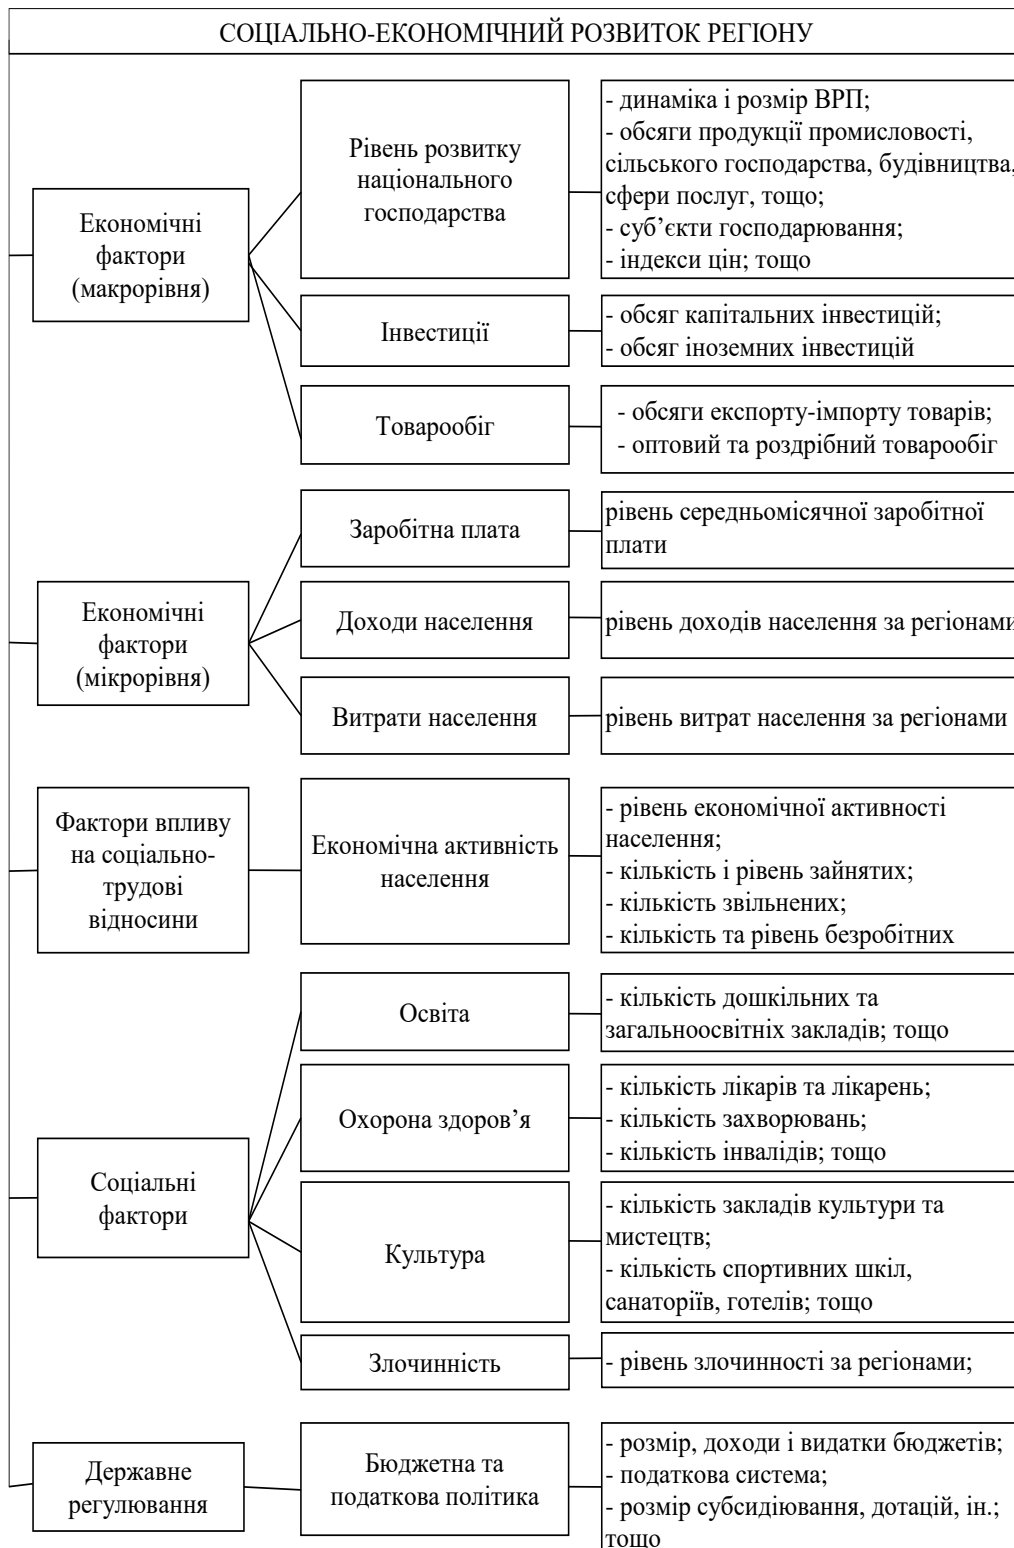 СОЦІАЛЬНО-ЕКОНОМІЧНИЙ РОЗВИТОК РЕГІОНУ
Економічні
фактори
(макрорівня)
Рівень розвитку
національного
господарства
- динаміка і розмір ВРП;
- обсяги продукції промисловості,
сільського господарства, будівництва,
сфери послуг, тощо;
- суб’єкти господарювання;
- індекси цін; тощо
Інвестиції
- обсяг капітальних інвестицій;
- обсяг іноземних інвестицій
Товарообіг
- обсяги експорту-імпорту товарів;
- оптовий та роздрібний товарообіг
Економічні
фактори
(мікрорівня)
Заробітна плата
рівень середньомісячної заробітної
плати
Доходи населення
рівень доходів населення за регіонами
Витрати населення
рівень витрат населення за регіонами
Фактори впливу
на соціально-
трудові
відносини
Економічна активність
населення
- рівень економічної активності
населення;
- кількість і рівень зайнятих;
- кількість звільнених;
- кількість та рівень безробітних
Соціальні
фактори
Освіта
- кількість дошкільних та
загальноосвітніх закладів; тощо
Охорона здоров’я
- кількість лікарів та лікарень;
- кількість захворювань;
- кількість інвалідів; тощо
Культура
- кількість закладів культури та
мистецтв;
- кількість спортивних шкіл,
санаторіїв, готелів; тощо
Злочинність
- рівень злочинності за регіонами;
Державне
регулювання
Бюджетна та
податкова політика
- розмір, доходи і видатки бюджетів;
- податкова система;
- розмір субсидіювання, дотацій, ін.;
тощо